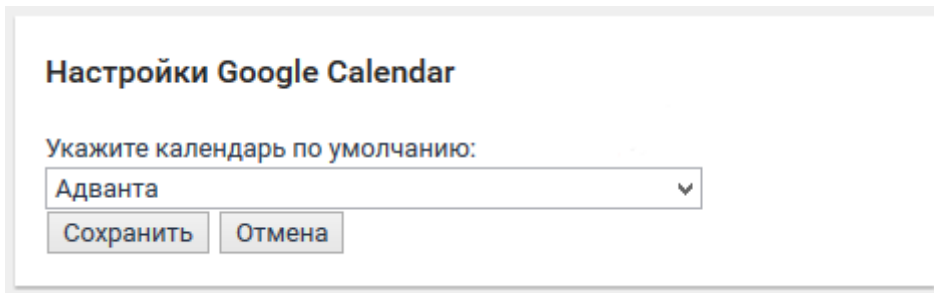 Настройки Google Calendar
Укажите календарь по умолчанию:
Адванта
Сохранить Отмена